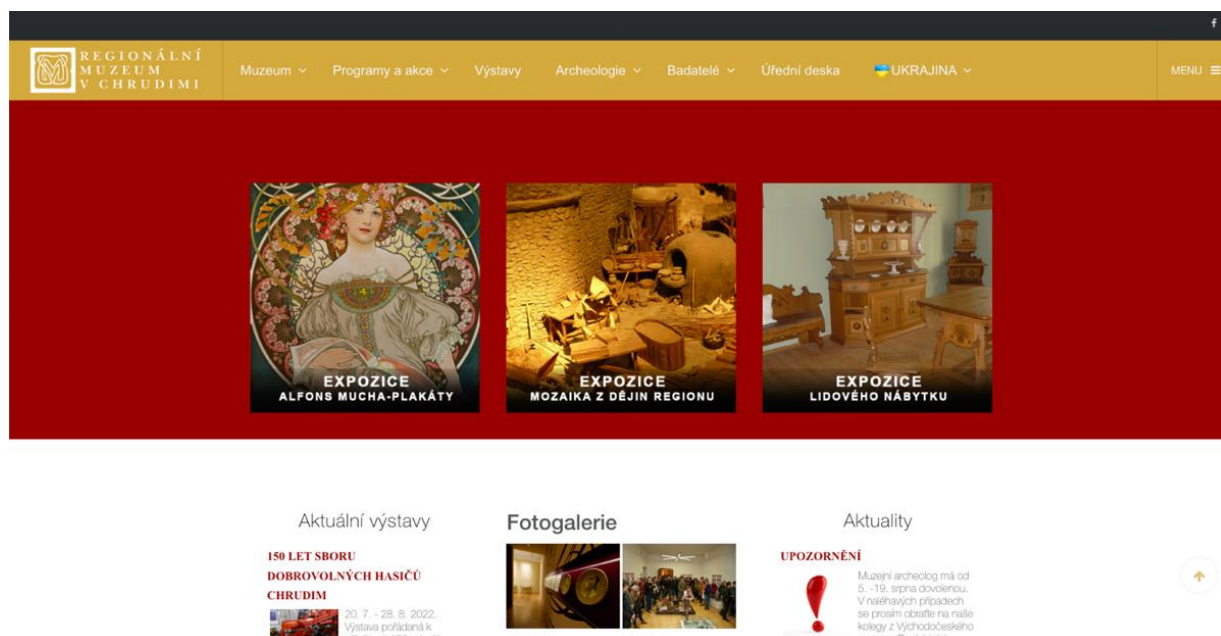 REGIONÁLNÍ
MUZEUM
V CHRUDIMI
Muzeum
Programy a akce
Výstavy
Archeologie
Badatelé
Úřední deska
UKRAJINA
MENU
EXPOZICE
ALFONS MUCHA-PLAKÁTY
EXPOZICE
MOZAIKA Z DĚJIN REGIONU
EXPOZICE
LIDOVÉHO NÁBYTKU
Aktuální výstavy
150 LET SBORU
DOBROVOLNÝCH HASIČŮ
CHRUDIM
20. 7. - 28. 8. 2022.
Výstava pořádaná k
Fotogalerie
Aktuality
UPOZORNĚNÍ
Muzejní archeolog má od
5. -19. srpna dovolenou.
V naléhavých případech
se prosím obraťte na naše
kolegy z Východočeského